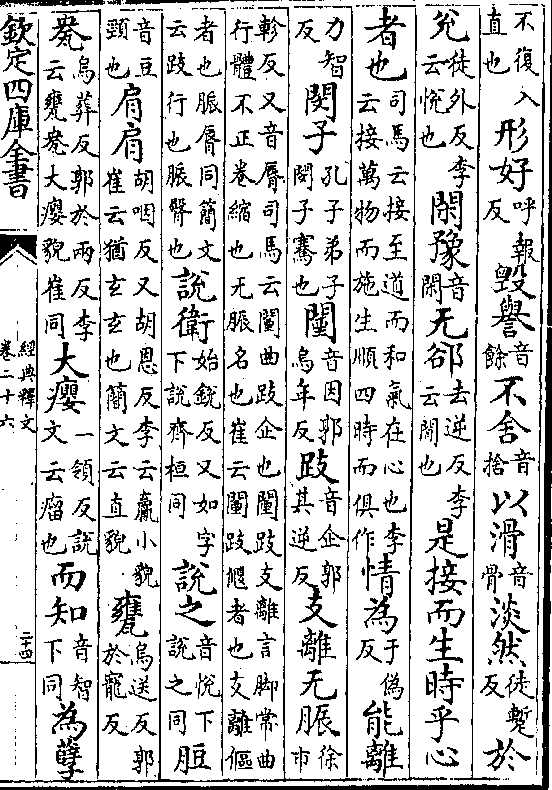 不復入直也形好呼報反毀譽音餘不舍音捨以滑音骨淡然徒暫反於
兌徒外反李云悅也閑豫音閑无郤去逆反李云閒也是接而生時乎心
者也司馬云接至道而和氣在心也李云接萬物而施生順四時而俱作情為于偽反能離
力智反閔子孔子弟子閔子騫也闉音因郭烏年反跂音企郭其逆反支離无脤徐市
軫反又音脣司馬云闉曲跂企也闉跂支離言脚常曲行體不正卷縮也无脤名也崔云闉跂偃者也支離傴
者也脤脣同簡文云跂行也脤臀也說衛始銳反又如字下說齊桓同說之音悅下說之同脰
音豆頸也肩肩胡咽反又胡恩反李云羸小貌崔云猶玄玄也簡文云直貌甕烏送反郭於寵反
㼜烏葬反郭於兩反李云甕㼜大癭貌崔同大癭一領反說文云瘤也而知音智下同為孽
欽定四庫全書
經典釋文
卷二十六
二十四